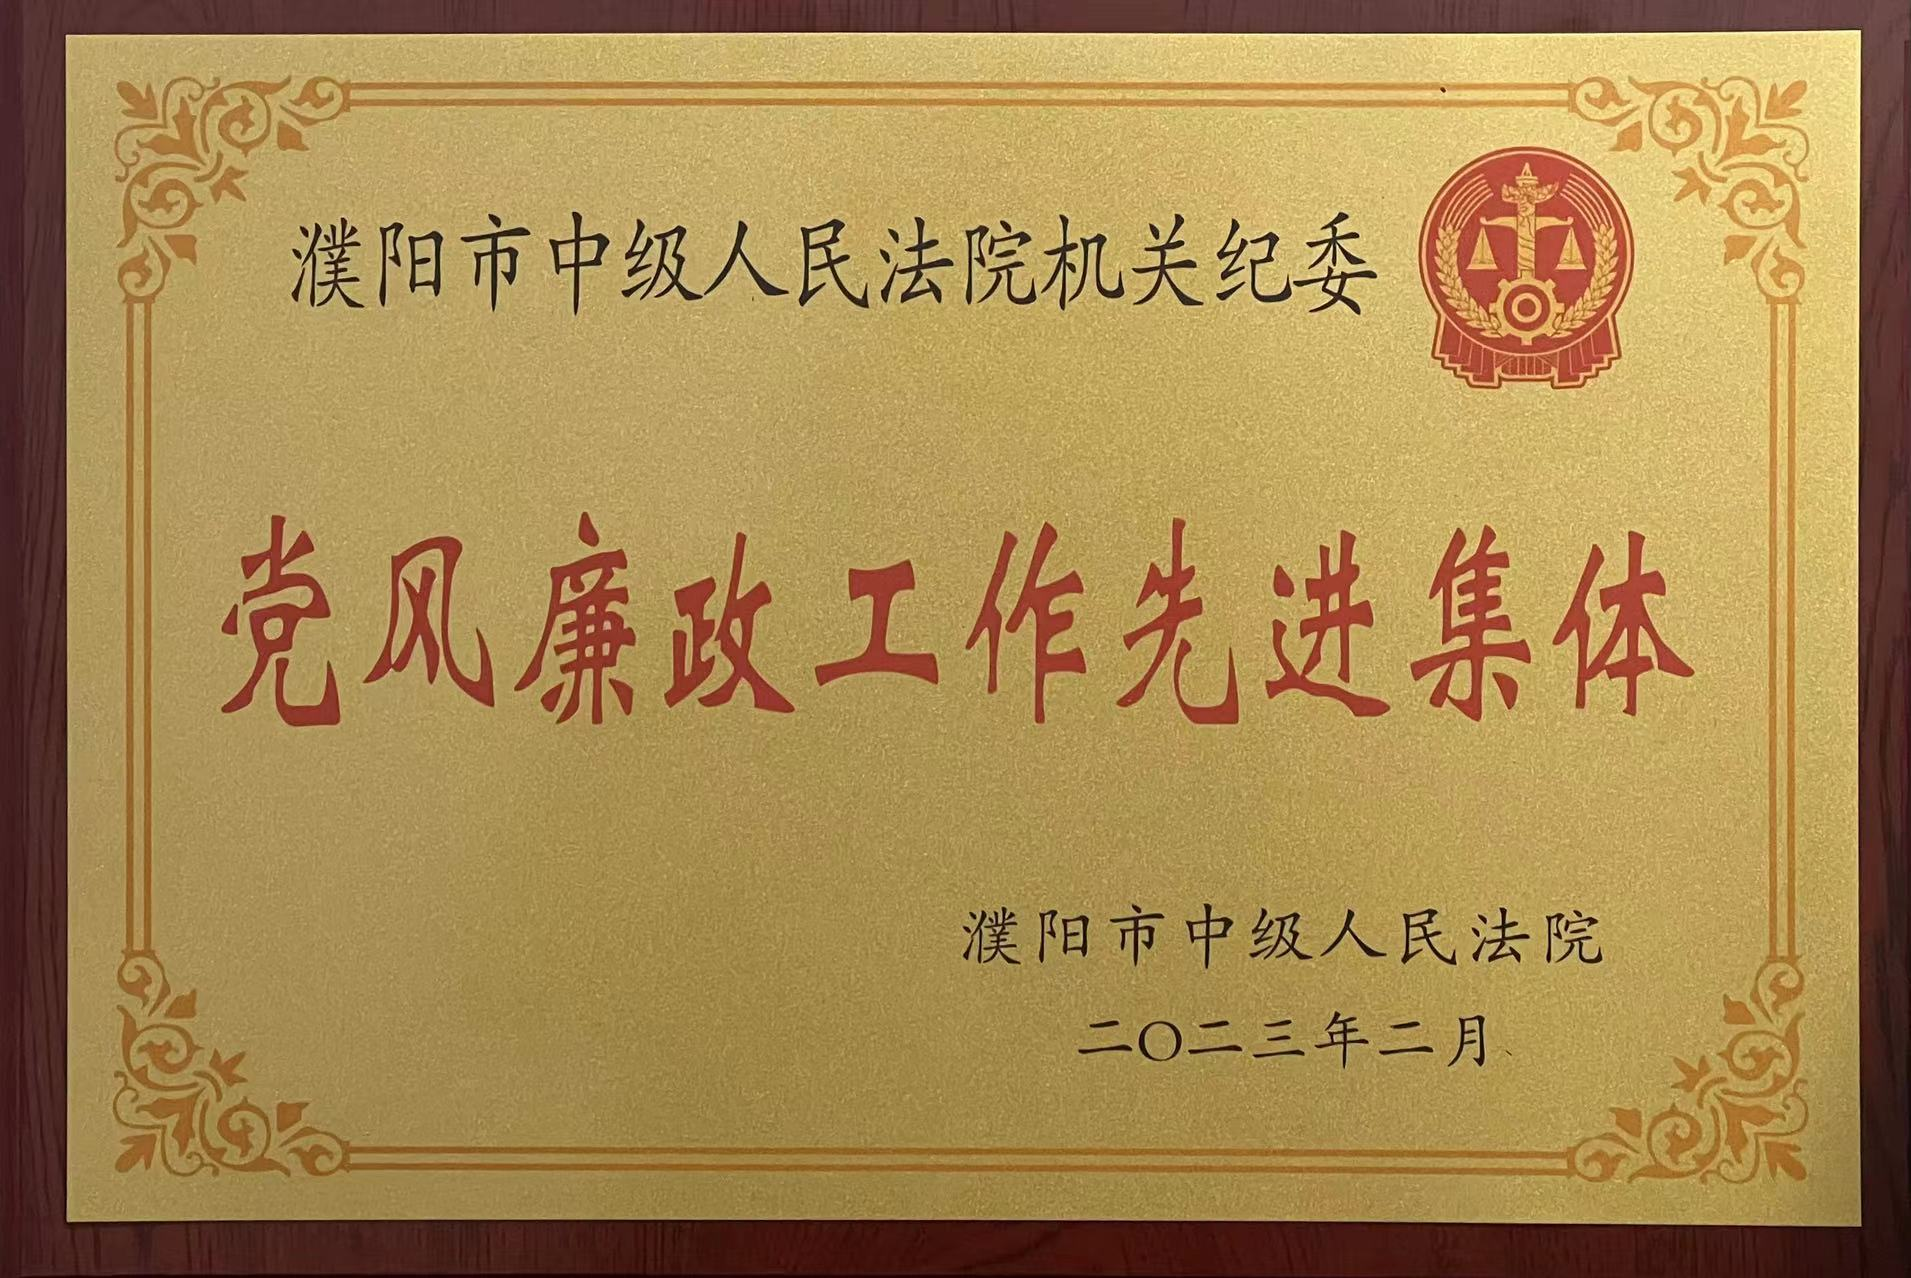 濮阳市中级人民法院机关纪委
党风廉政工作先进集体
濮阳市中级人民法院
二〇二三年二月